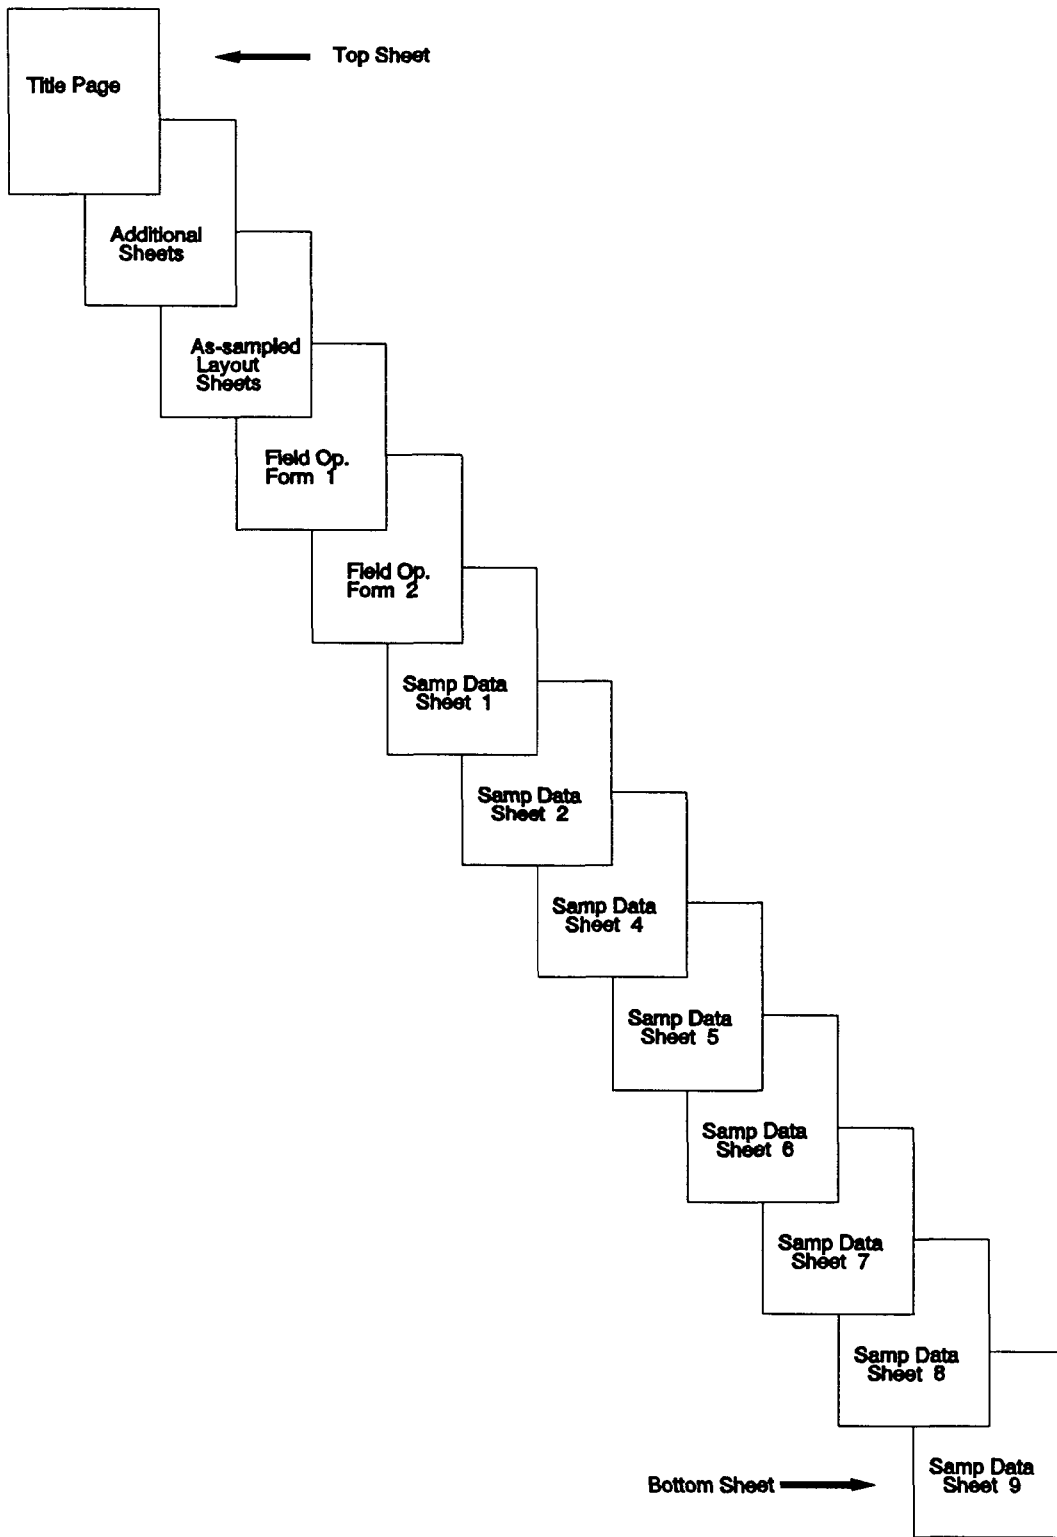 Top Sheet
Title Page
Additional
Sheets
As-sampled
Layout
Sheets
Field Op.
Form 1
Field Op.
Form 2
Samp Data
Sheet 1
Samp Data
Sheet 2
Samp Data
Sheet 4
Samp Data
Sheet 5
Samp Data
Sheet 6
Samp Data
Sheet 7
Samp Data
Sheet 8
Bottom Sheet
Samp Data
Sheet 9